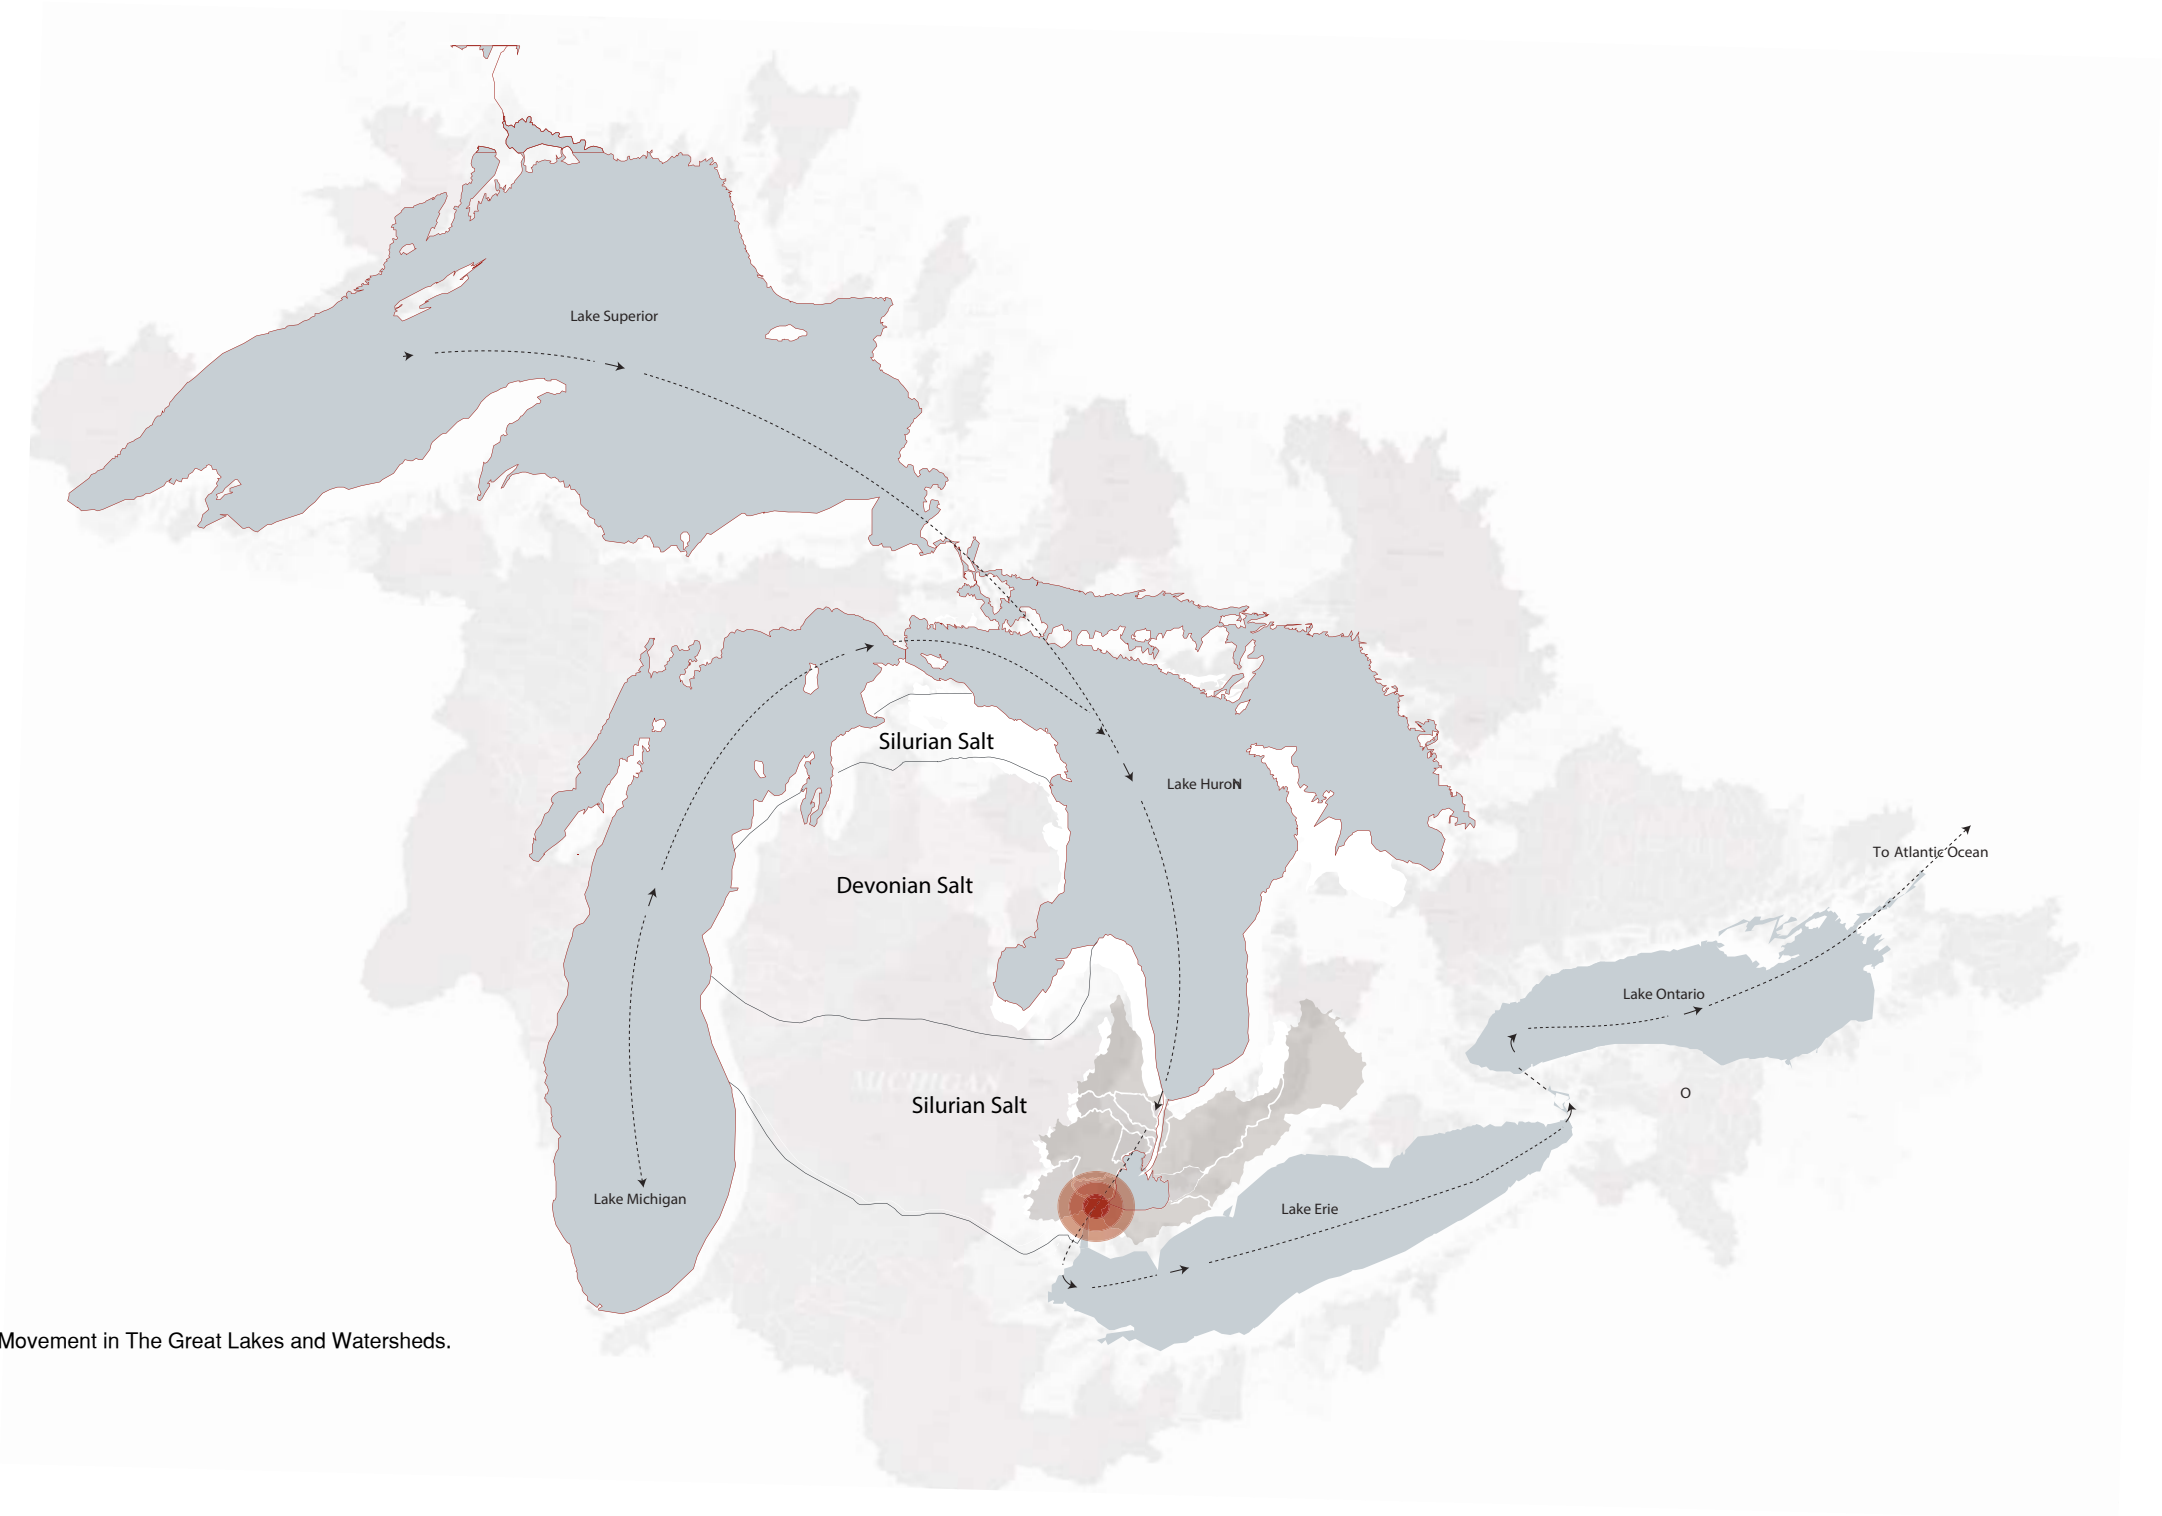 Lake Superior
Silurian Salt
Lake HuroN
To Atlantic Ocean
Devonian Salt
Lake Ontario
MICHIGAN
O
Silurian Salt
Lake Michigan
Lake Erie
Movement in The Great Lakes and Watersheds.